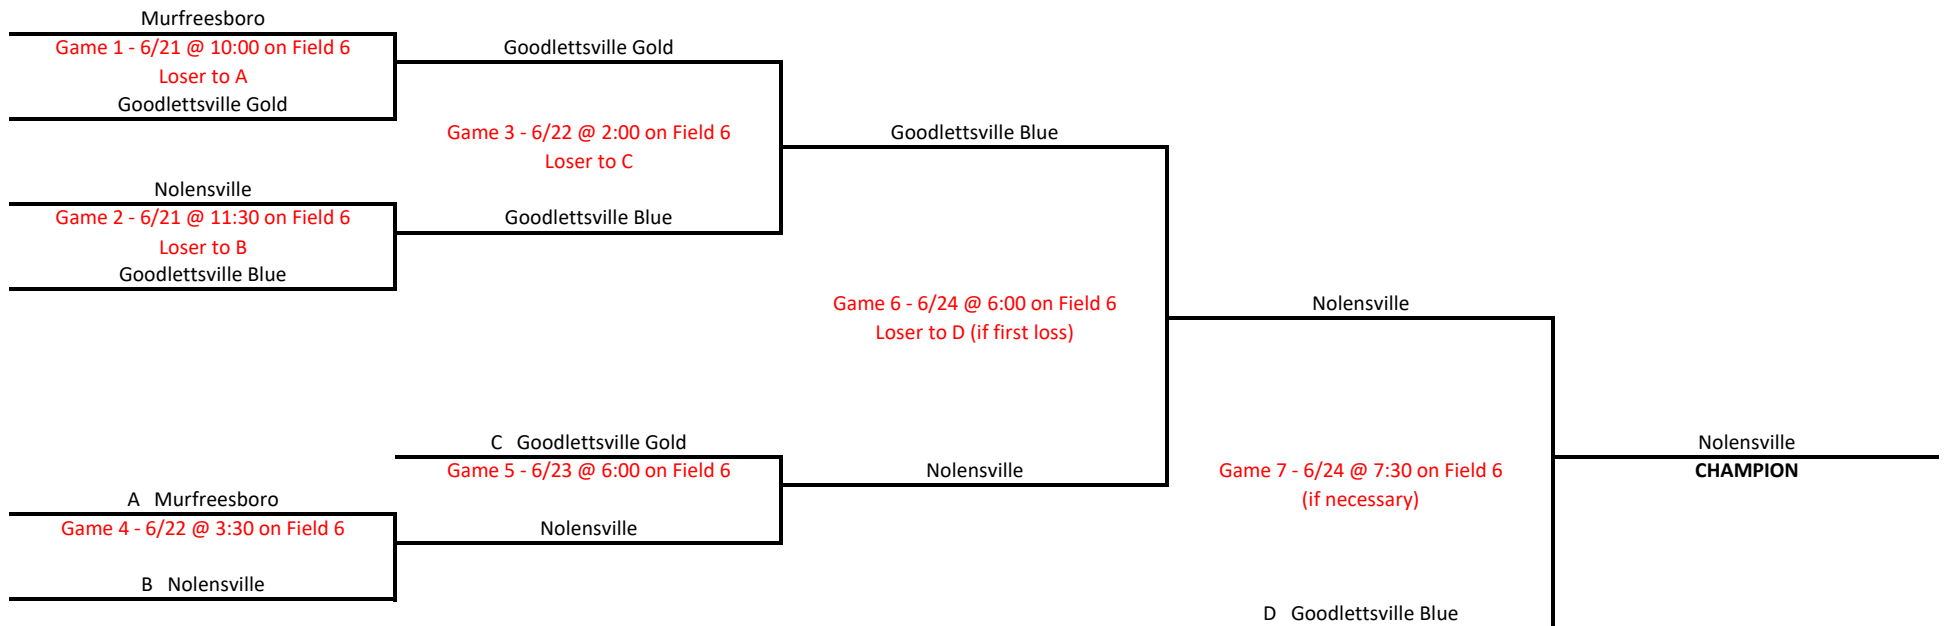 Murfreesboro
Game 1 - 6/21 @ 10:00 on Field 6
Loser to A
Goodlettsville Gold
Goodlettsville Gold
Game 3 - 6/22 @ 2:00 on Field 6
Loser to C
Goodlettsville Blue
Nolensville
Game 2 - 6/21 @ 11:30 on Field 6
Loser to B
Goodlettsville Blue
Goodlettsville Blue
Game 6 - 6/24 @ 6:00 on Field 6
Loser to D (if first loss)
Nolensville
C Goodlettsville Gold
Game 5 - 6/23 @ 6:00 on Field 6
Nolensville
A Murfreesboro
Game 4 - 6/22 @ 3:30 on Field 6
B Nolensville
Nolensville
Game 7 - 6/24 @ 7:30 on Field 6
(if necessary)
D Goodlettsville Blue
Nolensville
CHAMPION